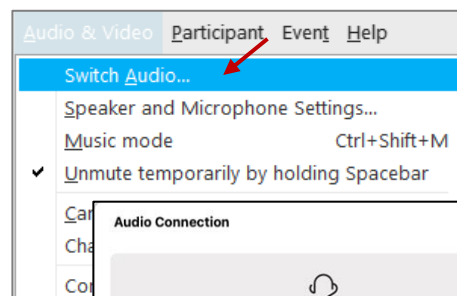 Audio & Video Participant Event Help
Switch Audio...
Speaker and Microphone Settings...
Music mode Ctrl+Shift+M
Unmute temporarily by holding Spacebar
Audio Connection